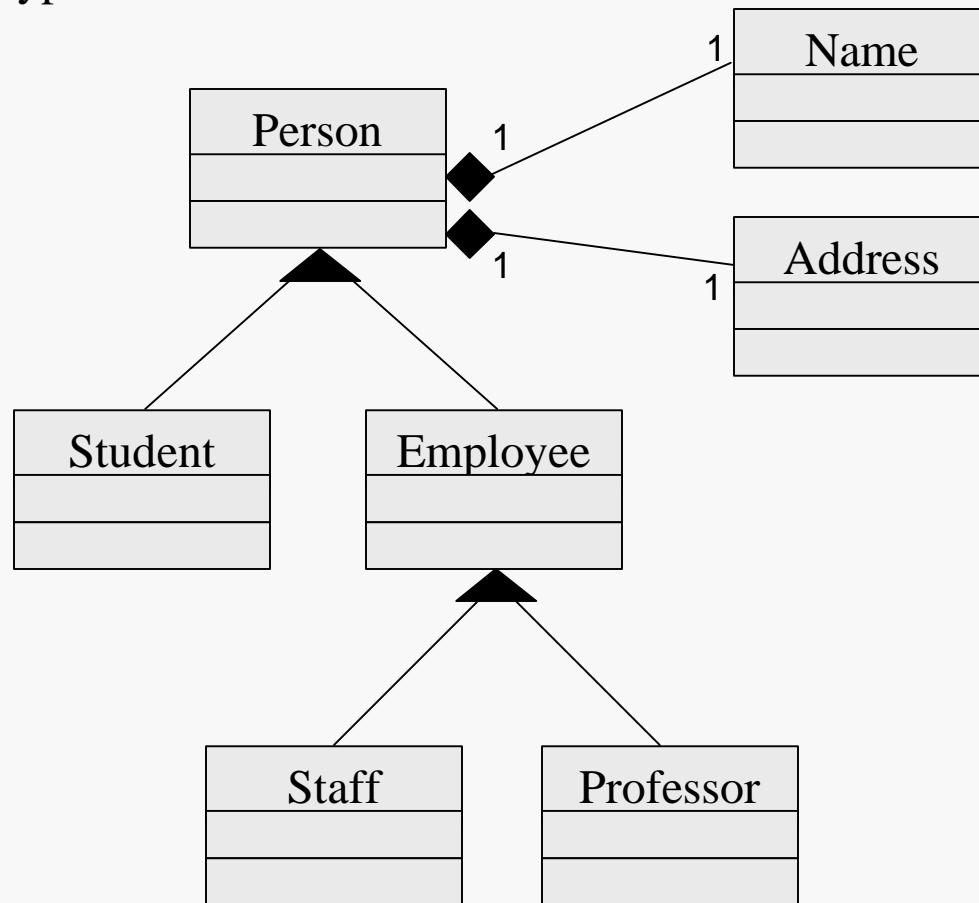 1
Name
Person
1
Address
1
1
Student
Employee
Staff
Professor